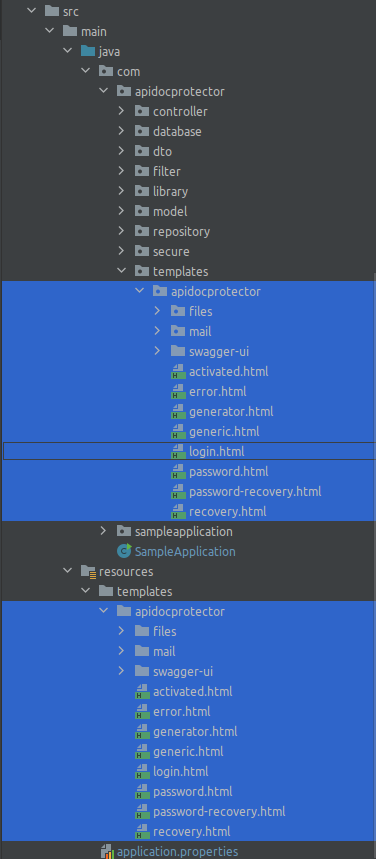 src
main
java
com
apidocprotector
controller
database
dto
filter
library
model
repository
secure
templates
apidocprotector
files
mail
swagger-ui
activated.html
error.html
generator.html
generic.html
login.html
password.html
password-recovery.html
recovery.html
sampleapplication
SampleApplication
resources
templates
apidocprotector
files
mail
swagger-ui
activated.html
error.html
generator.html
generic.html
login.html
password.html
password-recovery.html
recovery.html
application.properties